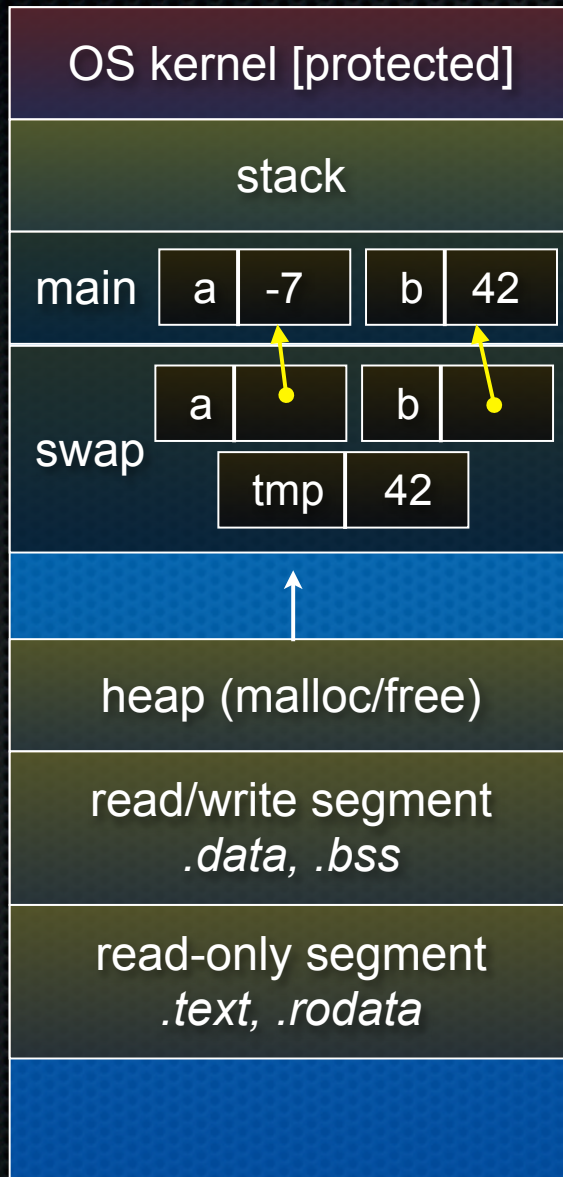 OS kernel [protected]
stack
main a -7 b 42
swap a b
tmp 42
heap (malloc/free)
read/write segment
.data, .bss
read-only segment
.text, .rodata